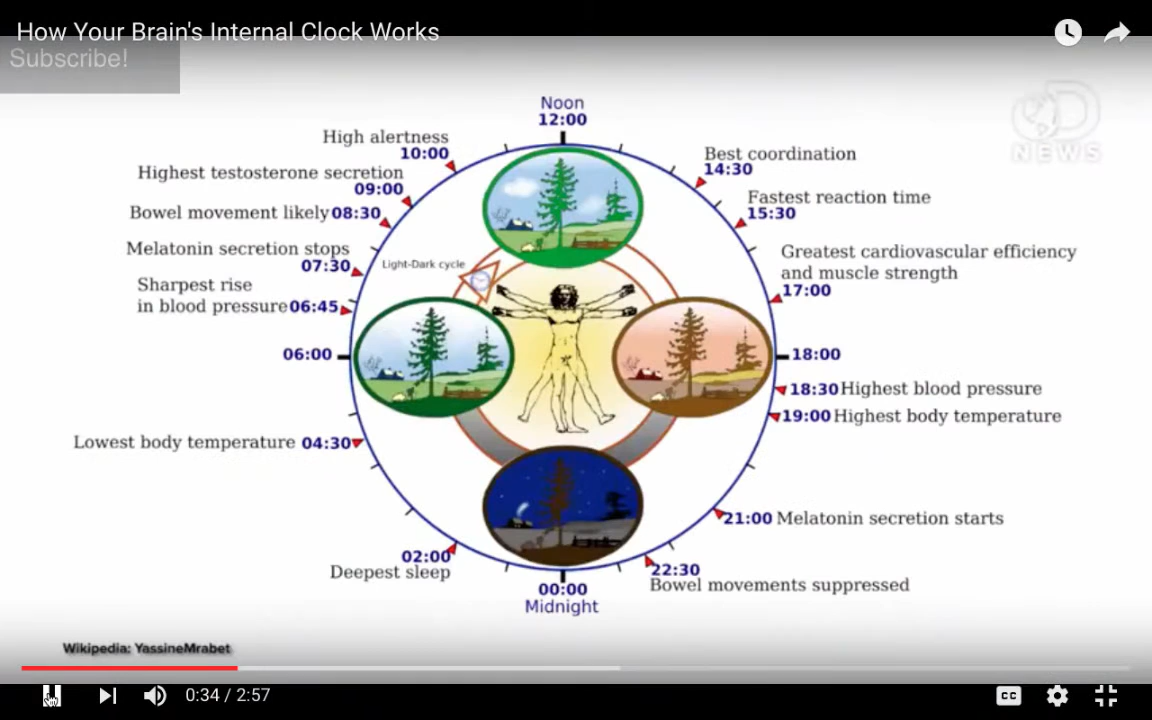 How Your Brain's Internal Clock Works
Subscribe!
D
NEWS
Noon
12:00
High alertness
10:00
Highest testosterone secretion
09:00
Bowel movement likely 08:30
Melatonin secretion stops
07:30
Sharpest rise
in blood pressure 06:45
06:00
Lowest body temperature 04:30
02:00
Deepest sleep
Light-Dark cycle
Best coordination
14:30
Fastest reaction time
15:30
Greatest cardiovascular efficiency
and muscle strength
17:00
18:00
18:30 Highest blood pressure
19:00 Highest body temperature
21:00 Melatonin secretion starts
22:30
Bowel movements suppressed
00:00
Midnight
Wikipedia: YassineMrabet
0:34 / 2:57
CC